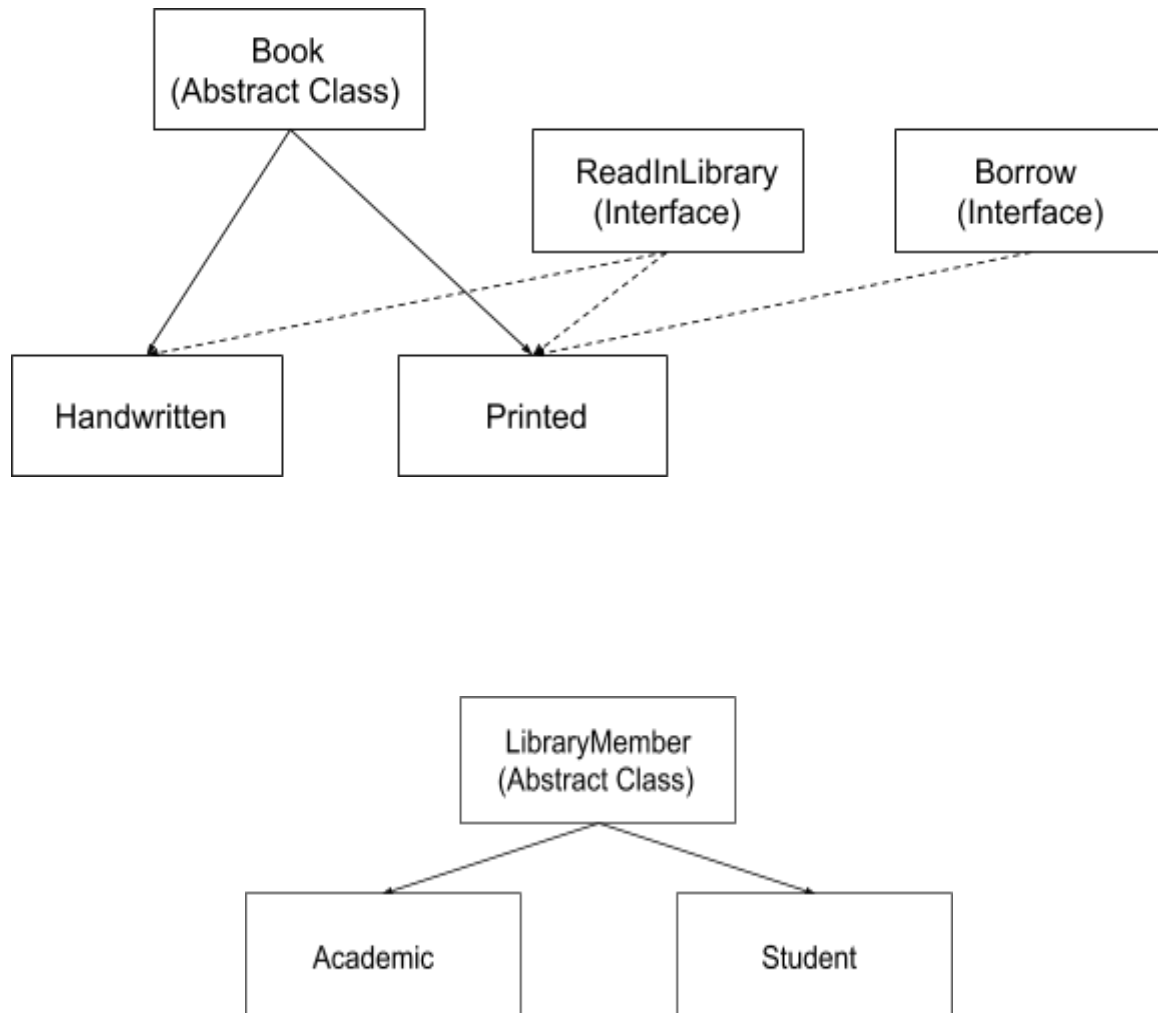 Book
(Abstract Class)
ReadInLibrary
(Interface)
Borrow
(Interface)
Handwritten
Printed
LibraryMember
(Abstract Class)
Academic
Student